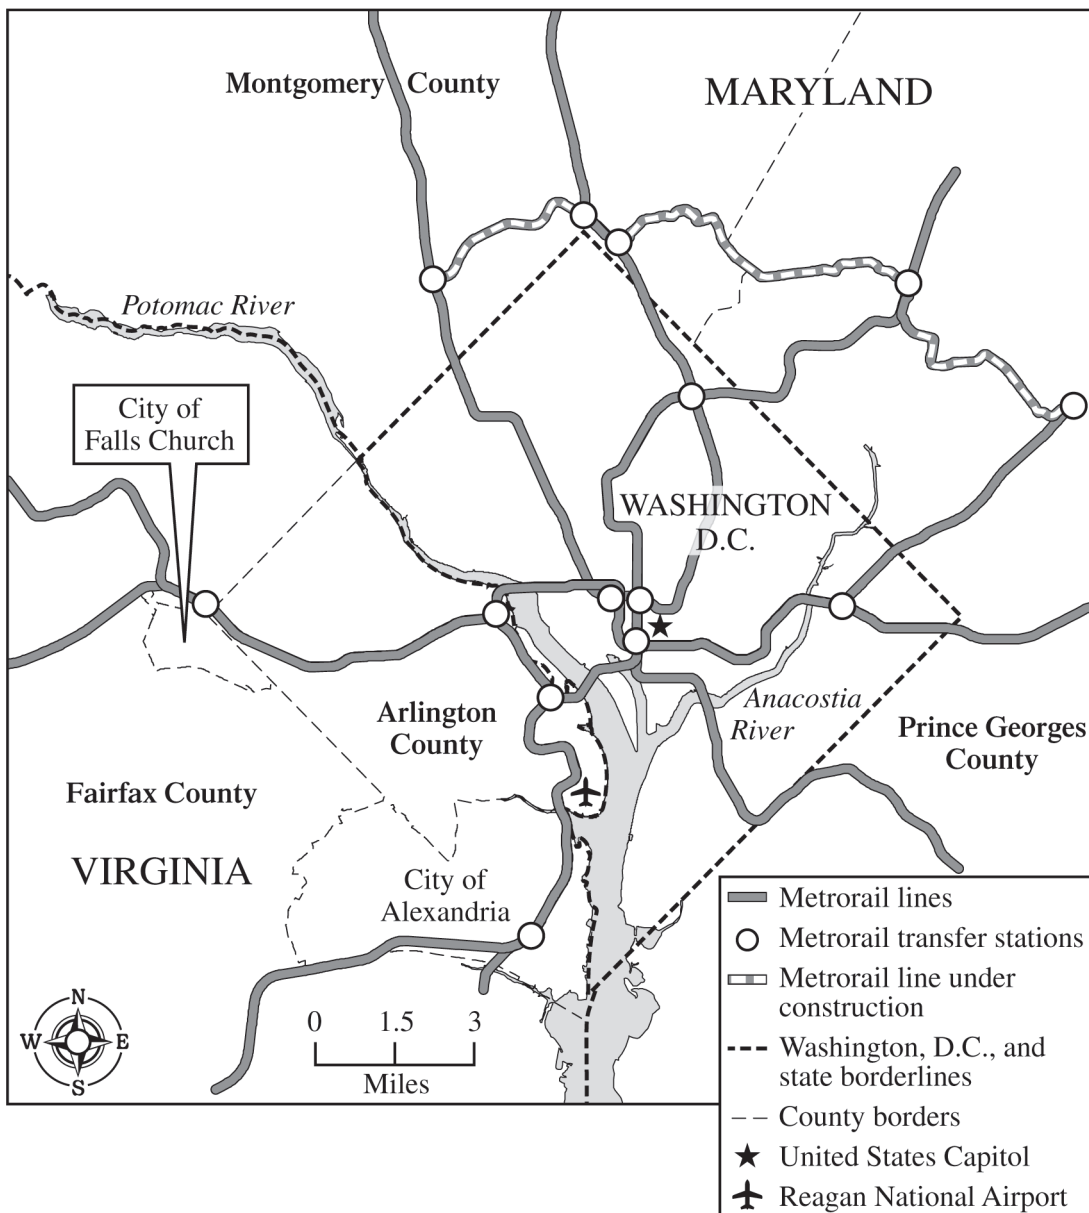 Montgomery County
MARYLAND
Potomac River
City of
Falls Church
WASHINGTON
D.C.
Anacostia
River
Arlington
County
Prince Georges
County
Fairfax County
VIRGINIA
City of
Alexandria
N
W
E
S
0 1.5 3
Miles
Metrorail lines
Metrorail transfer stations
Metrorail line under
construction
Washington, D.C., and
state borderlines
County borders
United States Capitol
Reagan National Airport